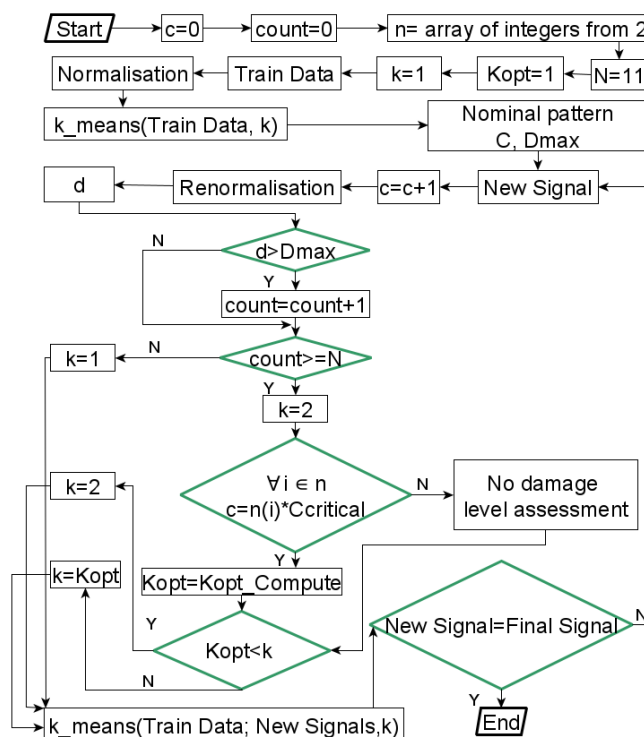 Start
c=0
count=0
n= array of integers from 2
Normalisation
Train Data
k=1
Kopt=1
N=11
k_means(Train Data, k)
Nominal pattern
C, Dmax
d
Renormalisation
c=c+1
New Signal
N
d>Dmax
Y
count=count+1
k=1
N
count>=N
Y
k=2
∀ i ∈ n
c=n(i)*Ccritical
N
No damage
level assessment
k=2
Y
Kopt=Kopt_Compute
k=Kopt
Y
Kopt<k
N
New Signal=Final Signal
N
Y
k_means(Train Data; New Signals,k)
End